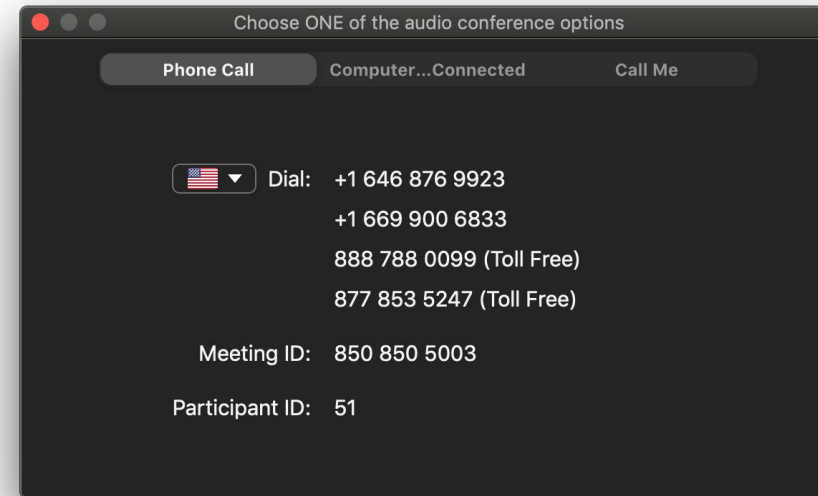 Choose ONE of the audio conference options
Phone Call Computer...Connected Call Me
Dial: +1 646 876 9923
+1 669 900 6833
888 788 0099 (Toll Free)
877 853 5247 (Toll Free)
Meeting ID: 850 850 5003
Participant ID: 51